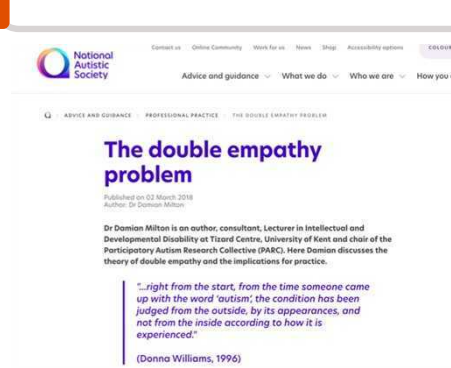 Contact us Online Community Work for us News Shop Accessibility options COLOUR
National
Autistic
Society
Advice and guidance What we do Who we are How you
ADVICE AND GUIDANCE PROFESSIONAL PRACTICE THE DOUBLE EMPATHY PROBLEM
The double empathy
problem
Published on 02 March 2018
Author: Dr Damian Milton
Dr Damian Milton is an author, consultant, Lecturer in Intellectual and
Developmental Disability at Tizard Centre, University of Kent and chair of the
Participatory Autism Research Collective (PARC). Here Damian discusses the
theory of double empathy and the implications for practice.
"...right from the start, from the time someone came
up with the word 'autism', the condition has been
judged from the outside, by its appearances, and
not from the inside according to how it is
experienced."
(Donna Williams, 1996)